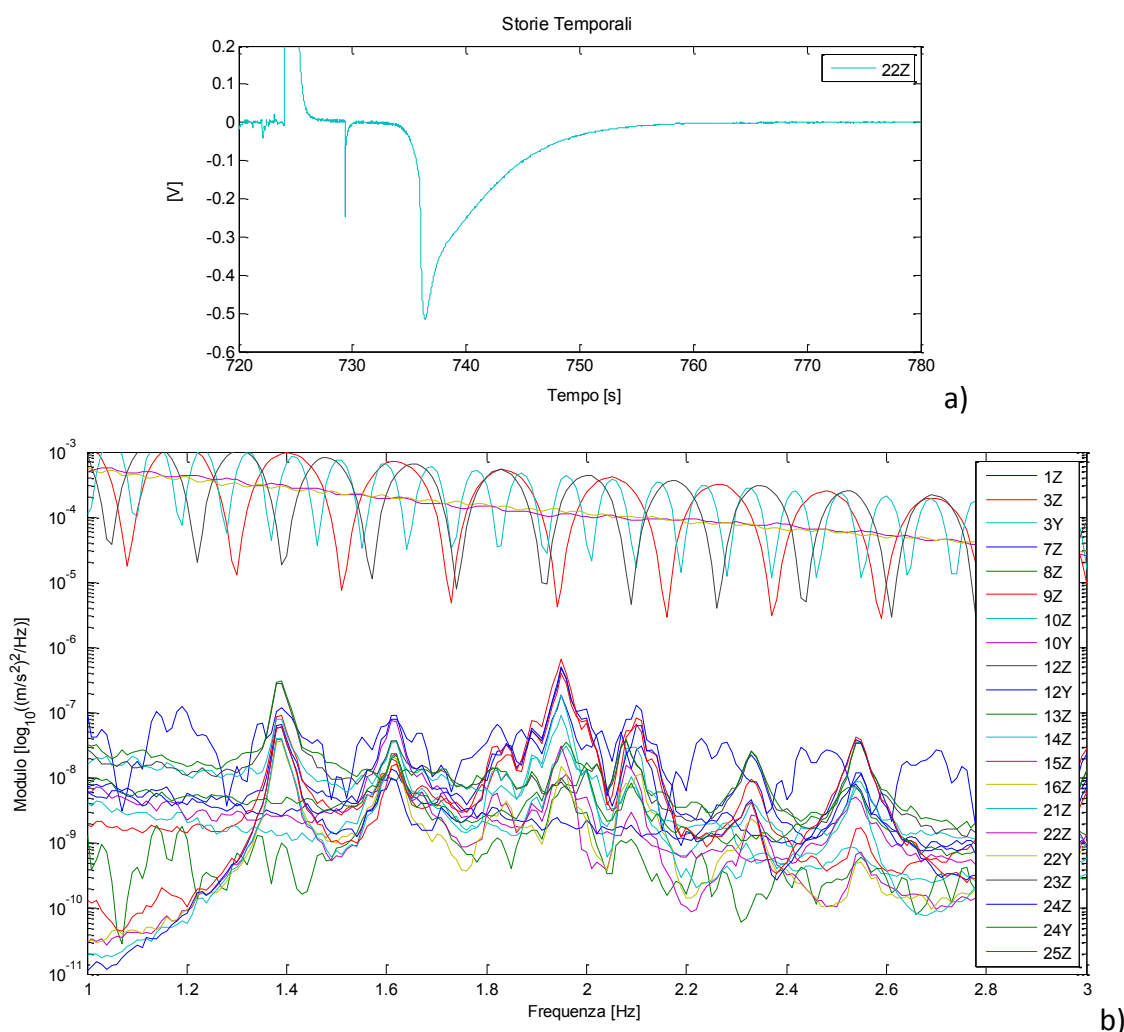 Storie Temporali
22Z
0.2
0.1
0
-0.1
-0.2
-0.3
-0.4
-0.5
-0.6
[V]
720 730 740 750 760 770 780
Tempo [s]
a)
10^-3
10^-4
10^-5
10^-6
10^-7
10^-8
10^-9
10^-10
10^-11
Modulo [log10((m/s²)²/Hz)]
1Z
3Z
3Y
7Z
8Z
9Z
10Z
10Y
12Z
12Y
13Z
14Z
15Z
16Z
21Z
22Z
22Y
23Z
24Z
24Y
25Z
1 1.2 1.4 1.6 1.8 2 2.2 2.4 2.6 2.8 3
Frequenza [Hz]
b)